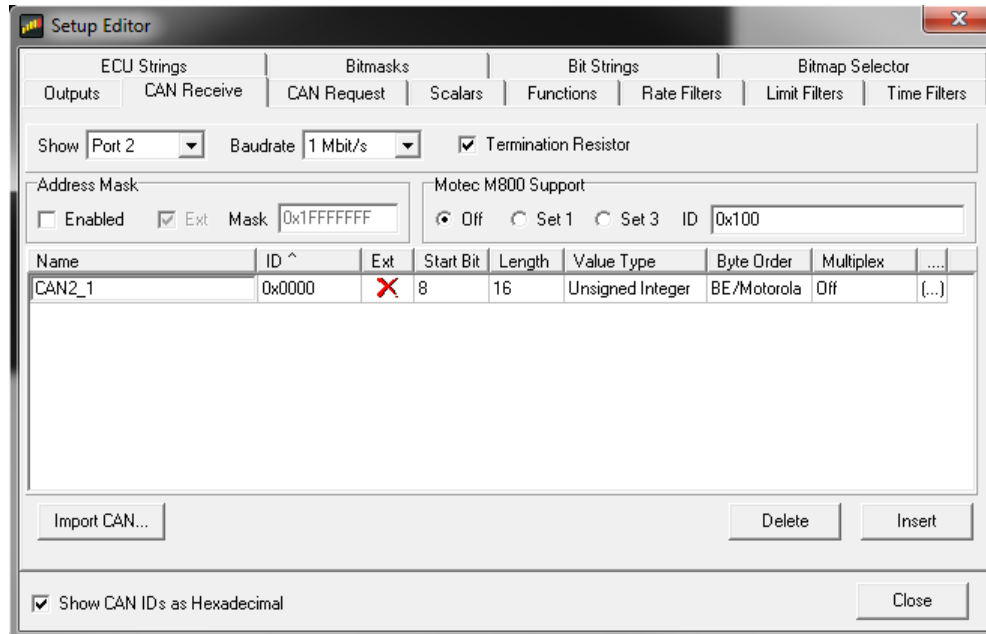 Setup Editor
ECU Strings Bitmasks Bit Strings Bitmap Selector
Outputs CAN Receive CAN Request Scalars Functions Rate Filters Limit Filters Time Filters
Show Port 2 Baudrate 1 Mbit/s Termination Resistor
Address Mask Motec M800 Support
Enabled Ext Mask 0x1FFFFFFF Off Set 1 Set 3 ID 0x100
Name ID ^ Ext Start Bit Length Value Type Byte Order Multiplex ....
CAN2_1 0x0000 8 16 Unsigned Integer BE/Motorola Off (...)
Import CAN... Delete Insert
Show CAN IDs as Hexadecimal Close